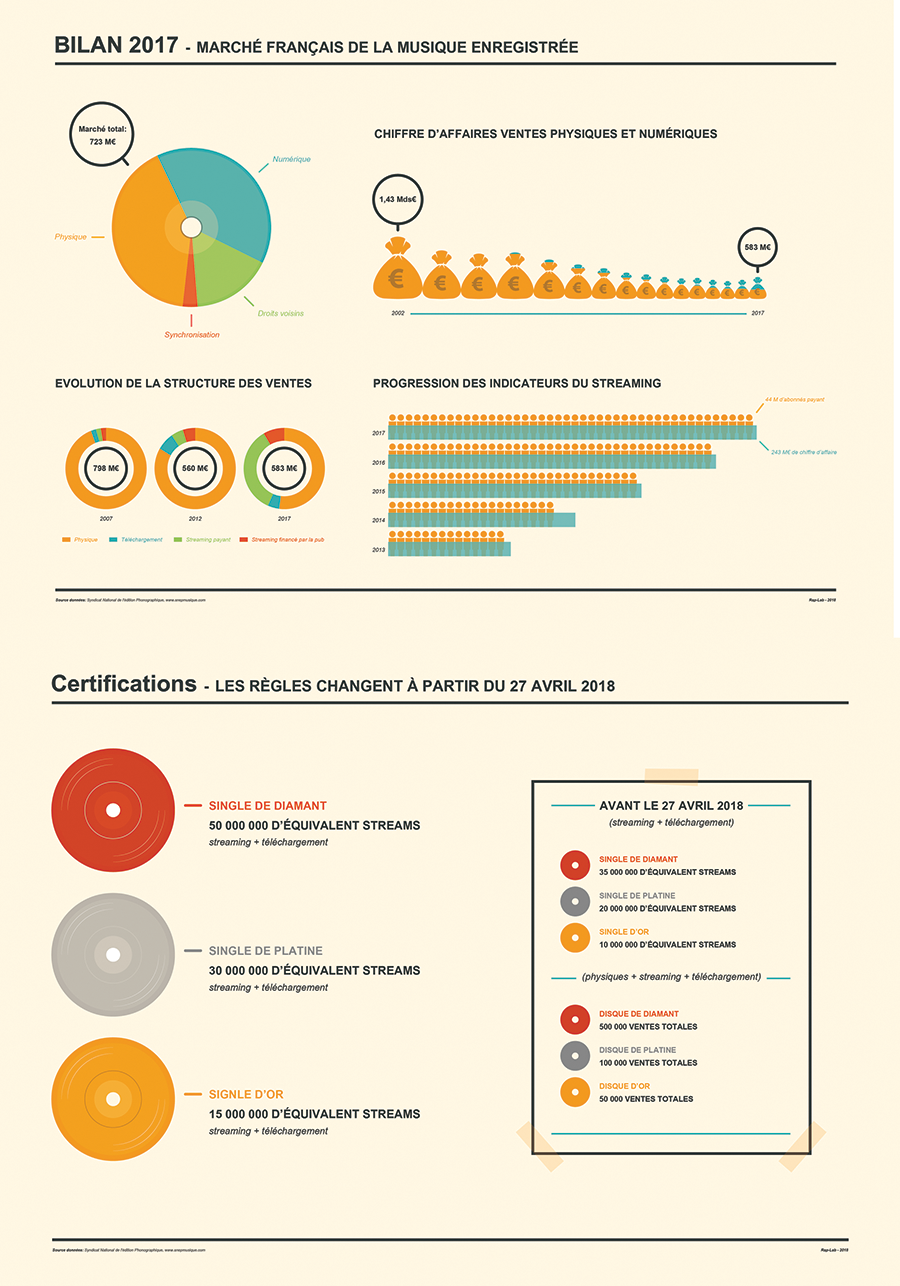 BILAN 2017 - MARCHÉ FRANÇAIS DE LA MUSIQUE ENREGISTRÉE
Marché total:
723 M€
Numérique
Physique
Droits voisins
Synchronisation
CHIFFRE D'AFFAIRES VENTES PHYSIQUES ET NUMÉRIQUES
1,43 Mds€
583 M€
€ € € € € € € € € € € € € € € €
2002
2017
EVOLUTION DE LA STRUCTURE DES VENTES
798 M€
560 M€
583 M€
2007
2012
2017
Physique
Téléchargement
Streaming payant
Streaming financé par la pub
PROGRESSION DES INDICATEURS DU STREAMING
44 M d'abonnés payant
2017
243 M€ de chiffre d'affaire
2016
2015
2014
2013
Source données: Syndicat National de l'édition Phonographique, www.snepmusique.com
Rap-Lab - 2018
Certifications - LES RÈGLES CHANGENT À PARTIR DU 27 AVRIL 2018
SINGLE DE DIAMANT
50 000 000 D'ÉQUIVALENT STREAMS
streaming + téléchargement
SINGLE DE PLATINE
30 000 000 D'ÉQUIVALENT STREAMS
streaming + téléchargement
SIGNLE D'OR
15 000 000 D'ÉQUIVALENT STREAMS
streaming + téléchargement
AVANT LE 27 AVRIL 2018
(streaming + téléchargement)
SINGLE DE DIAMANT
35 000 000 D'ÉQUIVALENT STREAMS
SINGLE DE PLATINE
20 000 000 D'ÉQUIVALENT STREAMS
SINGLE D'OR
10 000 000 D'ÉQUIVALENT STREAMS
(physiques + streaming + téléchargement)
DISQUE DE DIAMANT
500 000 VENTES TOTALES
DISQUE DE PLATINE
100 000 VENTES TOTALES
DISQUE D'OR
50 000 VENTES TOTALES
Source données: Syndicat National de l'édition Phonographique, www.snepmusique.com
Rap-Lab - 2018